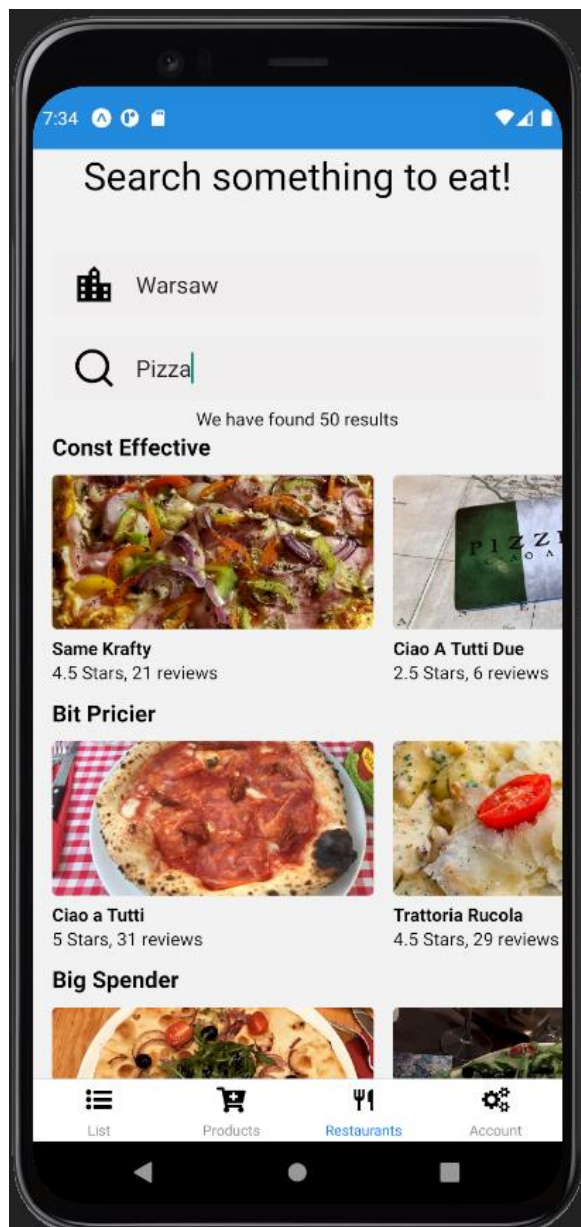 7:34
Search something to eat!
Warsaw
Pizza
We have found 50 results
Const Effective
Same Krafty
4.5 Stars, 21 reviews
Ciao A Tutti Due
2.5 Stars, 6 reviews
Bit Pricier
Ciao a Tutti
5 Stars, 31 reviews
Trattoria Rucola
4.5 Stars, 29 reviews
Big Spender
List
Products
Restaurants
Account